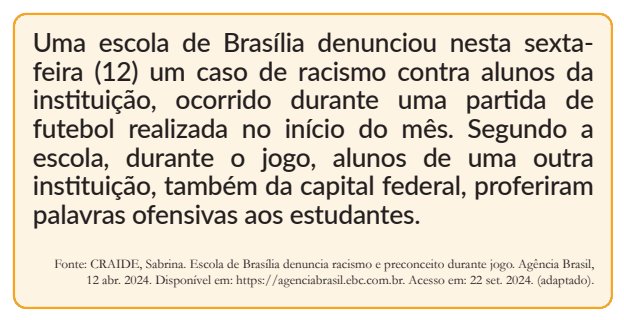 Uma escola de Brasília denunciou nesta sexta-
feira (12) um caso de racismo contra alunos da
instituição, ocorrido durante uma partida de
futebol realizada no início do mês. Segundo a
escola, durante o jogo, alunos de uma outra
instituição, também da capital federal, proferiram
palavras ofensivas aos estudantes.
Fonte: CRAIDE, Sabrina. Escola de Brasília denuncia racismo e preconceito durante jogo. Agência Brasil,
12 abr. 2024. Disponível em: https://agenciabrasil.ebc.com.br. Acesso em: 22 set. 2024. (adaptado).